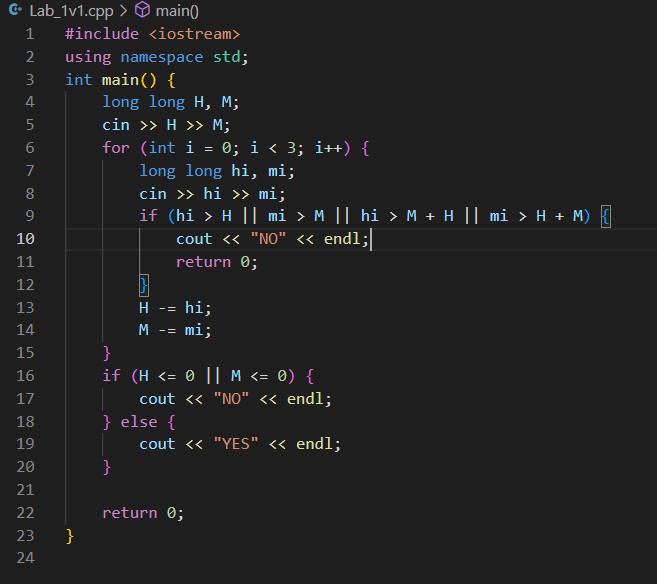 Lab_1v1.cpp > main()
1 #include <iostream>
2 using namespace std;
3 int main() {
4     long long H, M;
5     cin >> H >> M;
6     for (int i = 0; i < 3; i++) {
7         long long hi, mi;
8         cin >> hi >> mi;
9         if (hi > H || mi > M || hi > M + H || mi > H + M) {
10             cout << "NO" << endl;
11             return 0;
12         }
13         H -= hi;
14         M -= mi;
15     }
16     if (H <= 0 || M <= 0) {
17         cout << "NO" << endl;
18     } else {
19         cout << "YES" << endl;
20     }
21
22     return 0;
23 }
24